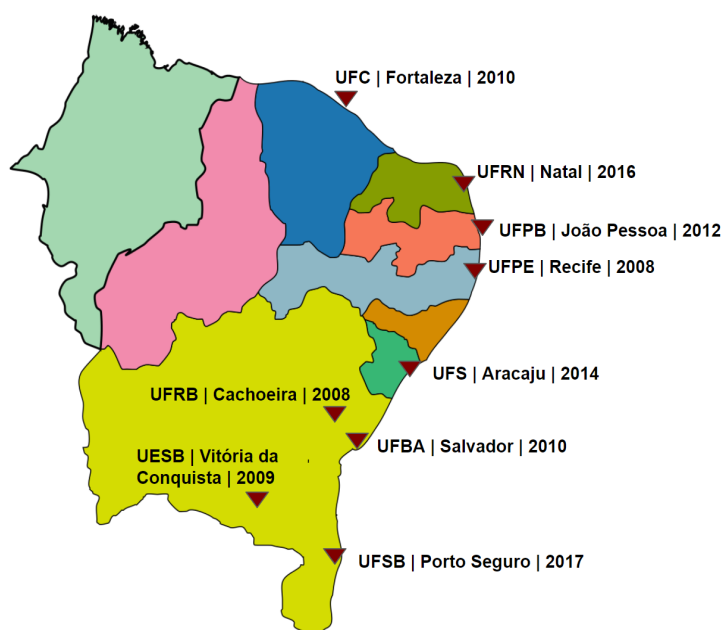 UFC | Fortaleza | 2010
UFRN | Natal | 2016
UFPB | João Pessoa | 2012
UFPE | Recife | 2008
UFS | Aracaju | 2014
UFRB | Cachoeira | 2008
UFBA | Salvador | 2010
UESB | Vitória da
Conquista | 2009
UFSB | Porto Seguro | 2017